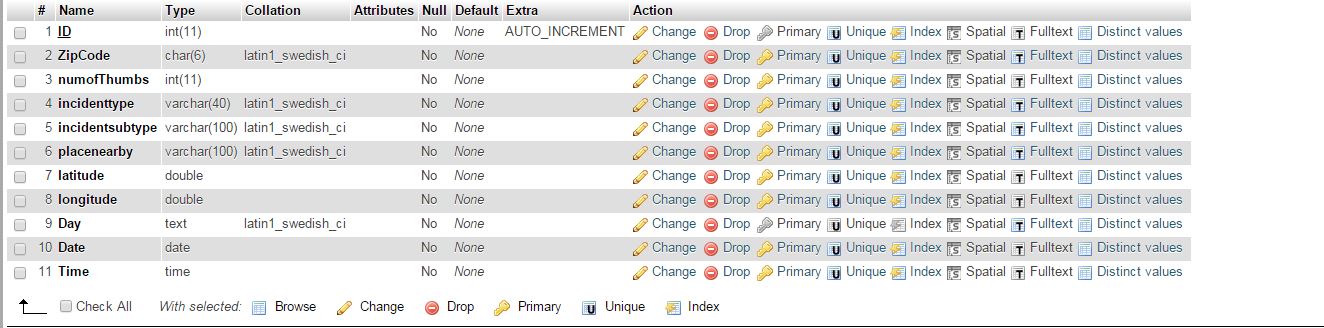 # Name Type Collation Attributes Null Default Extra Action
1 ID int(11) No None AUTO_INCREMENT Change Drop Primary Unique Index Spatial Fulltext Distinct values
2 ZipCode char(6) latin1_swedish_ci No None Change Drop Primary Unique Index Spatial Fulltext Distinct values
3 numofThumbs int(11) No None Change Drop Primary Unique Index Spatial Fulltext Distinct values
4 incidenttype varchar(40) latin1_swedish_ci No None Change Drop Primary Unique Index Spatial Fulltext Distinct values
5 incidentsubtype varchar(100) latin1_swedish_ci No None Change Drop Primary Unique Index Spatial Fulltext Distinct values
6 placenearby varchar(100) latin1_swedish_ci No None Change Drop Primary Unique Index Spatial Fulltext Distinct values
7 latitude double No None Change Drop Primary Unique Index Spatial Fulltext Distinct values
8 longitude double No None Change Drop Primary Unique Index Spatial Fulltext Distinct values
9 Day text latin1_swedish_ci No None Change Drop Primary Unique Index Spatial Fulltext Distinct values
10 Date date No None Change Drop Primary Unique Index Spatial Fulltext Distinct values
11 Time time No None Change Drop Primary Unique Index Spatial Fulltext Distinct values
Check All With selected: Browse Change Drop Primary Unique Index